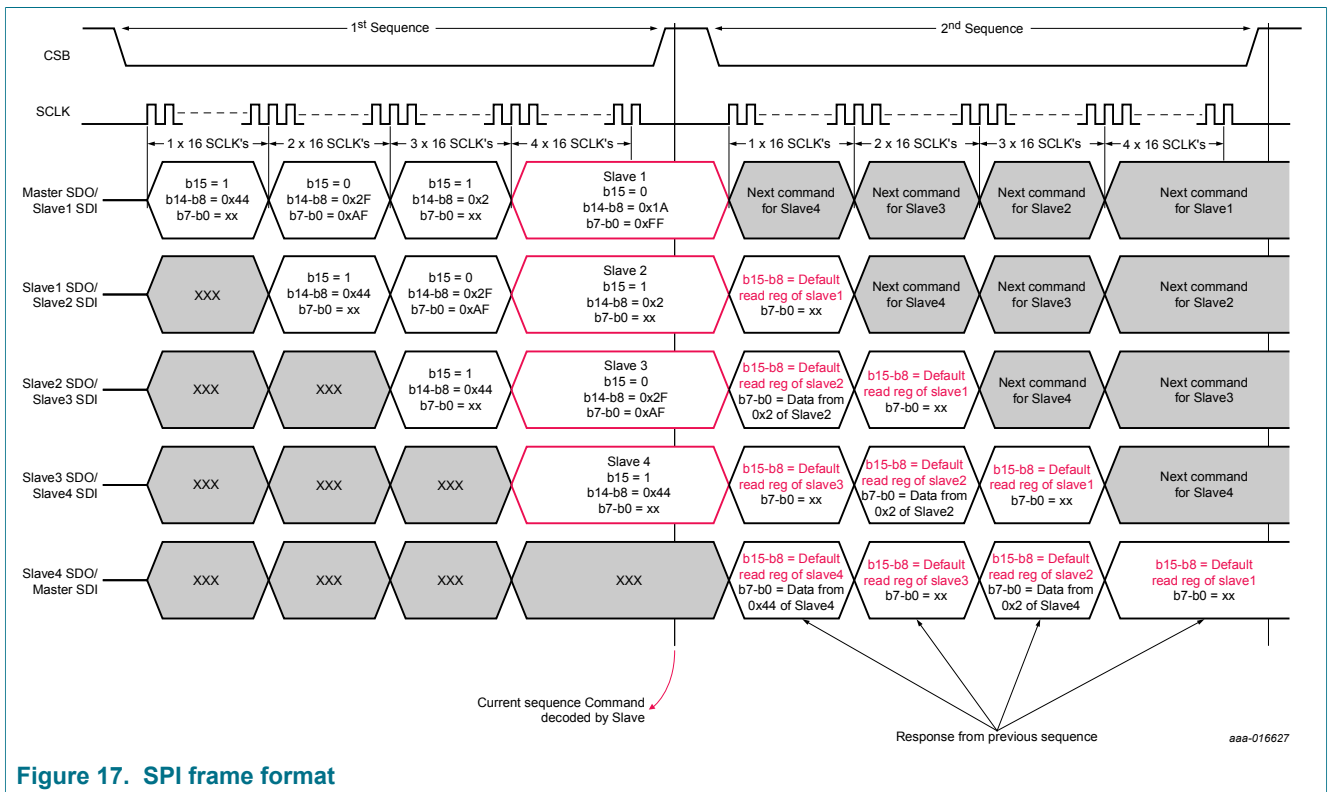 1st Sequence
2nd Sequence
CSB
SCLK
1 x 16 SCLK's
2 x 16 SCLK's
3 x 16 SCLK's
4 x 16 SCLK's
1 x 16 SCLK's
2 x 16 SCLK's
3 x 16 SCLK's
4 x 16 SCLK's
Master SDO/
Slave1 SDI
b15 = 1
b14-b8 = 0x44
b7-b0 = xx
b15 = 0
b14-b8 = 0x2F
b7-b0 = 0xAF
b15 = 1
b14-b8 = 0x2
b7-b0 = xx
Slave 1
b15 = 0
b14-b8 = 0x1A
b7-b0 = 0xFF
Next command
for Slave4
Next command
for Slave3
Next command
for Slave2
Next command
for Slave1
Slave1 SDO/
Slave2 SDI
XXX
b15 = 1
b14-b8 = 0x44
b7-b0 = xx
b15 = 0
b14-b8 = 0x2F
b7-b0 = 0xAF
Slave 2
b15 = 1
b14-b8 = 0x2
b7-b0 = xx
b15-b8 = Default
read reg of slave1
b7-b0 = xx
Next command
for Slave4
Next command
for Slave3
Next command
for Slave2
Slave2 SDO/
Slave3 SDI
XXX
XXX
b15 = 1
b14-b8 = 0x44
b7-b0 = xx
Slave 3
b15 = 0
b14-b8 = 0x2F
b7-b0 = 0xAF
b15-b8 = Default
read reg of slave2
b7-b0 = Data from
0x2 of Slave2
b15-b8 = Default
read reg of slave1
b7-b0 = xx
Next command
for Slave4
Next command
for Slave3
Slave3 SDO/
Slave4 SDI
XXX
XXX
XXX
Slave 4
b15 = 1
b14-b8 = 0x44
b7-b0 = xx
b15-b8 = Default
read reg of slave3
b7-b0 = xx
b15-b8 = Default
read reg of slave2
b7-b0 = Data from
0x2 of Slave2
b15-b8 = Default
read reg of slave1
b7-b0 = xx
Next command
for Slave4
Slave4 SDO/
Master SDI
XXX
XXX
XXX
XXX
b15-b8 = Default
read reg of slave4
b7-b0 = Data from
0x44 of Slave4
b15-b8 = Default
read reg of slave3
b7-b0 = xx
b15-b8 = Default
read reg of slave2
b7-b0 = Data from
0x2 of Slave4
b15-b8 = Default
read reg of slave1
b7-b0 = xx
Current sequence Command
decoded by Slave
Response from previous sequence
aaa-016627
Figure 17. SPI frame format